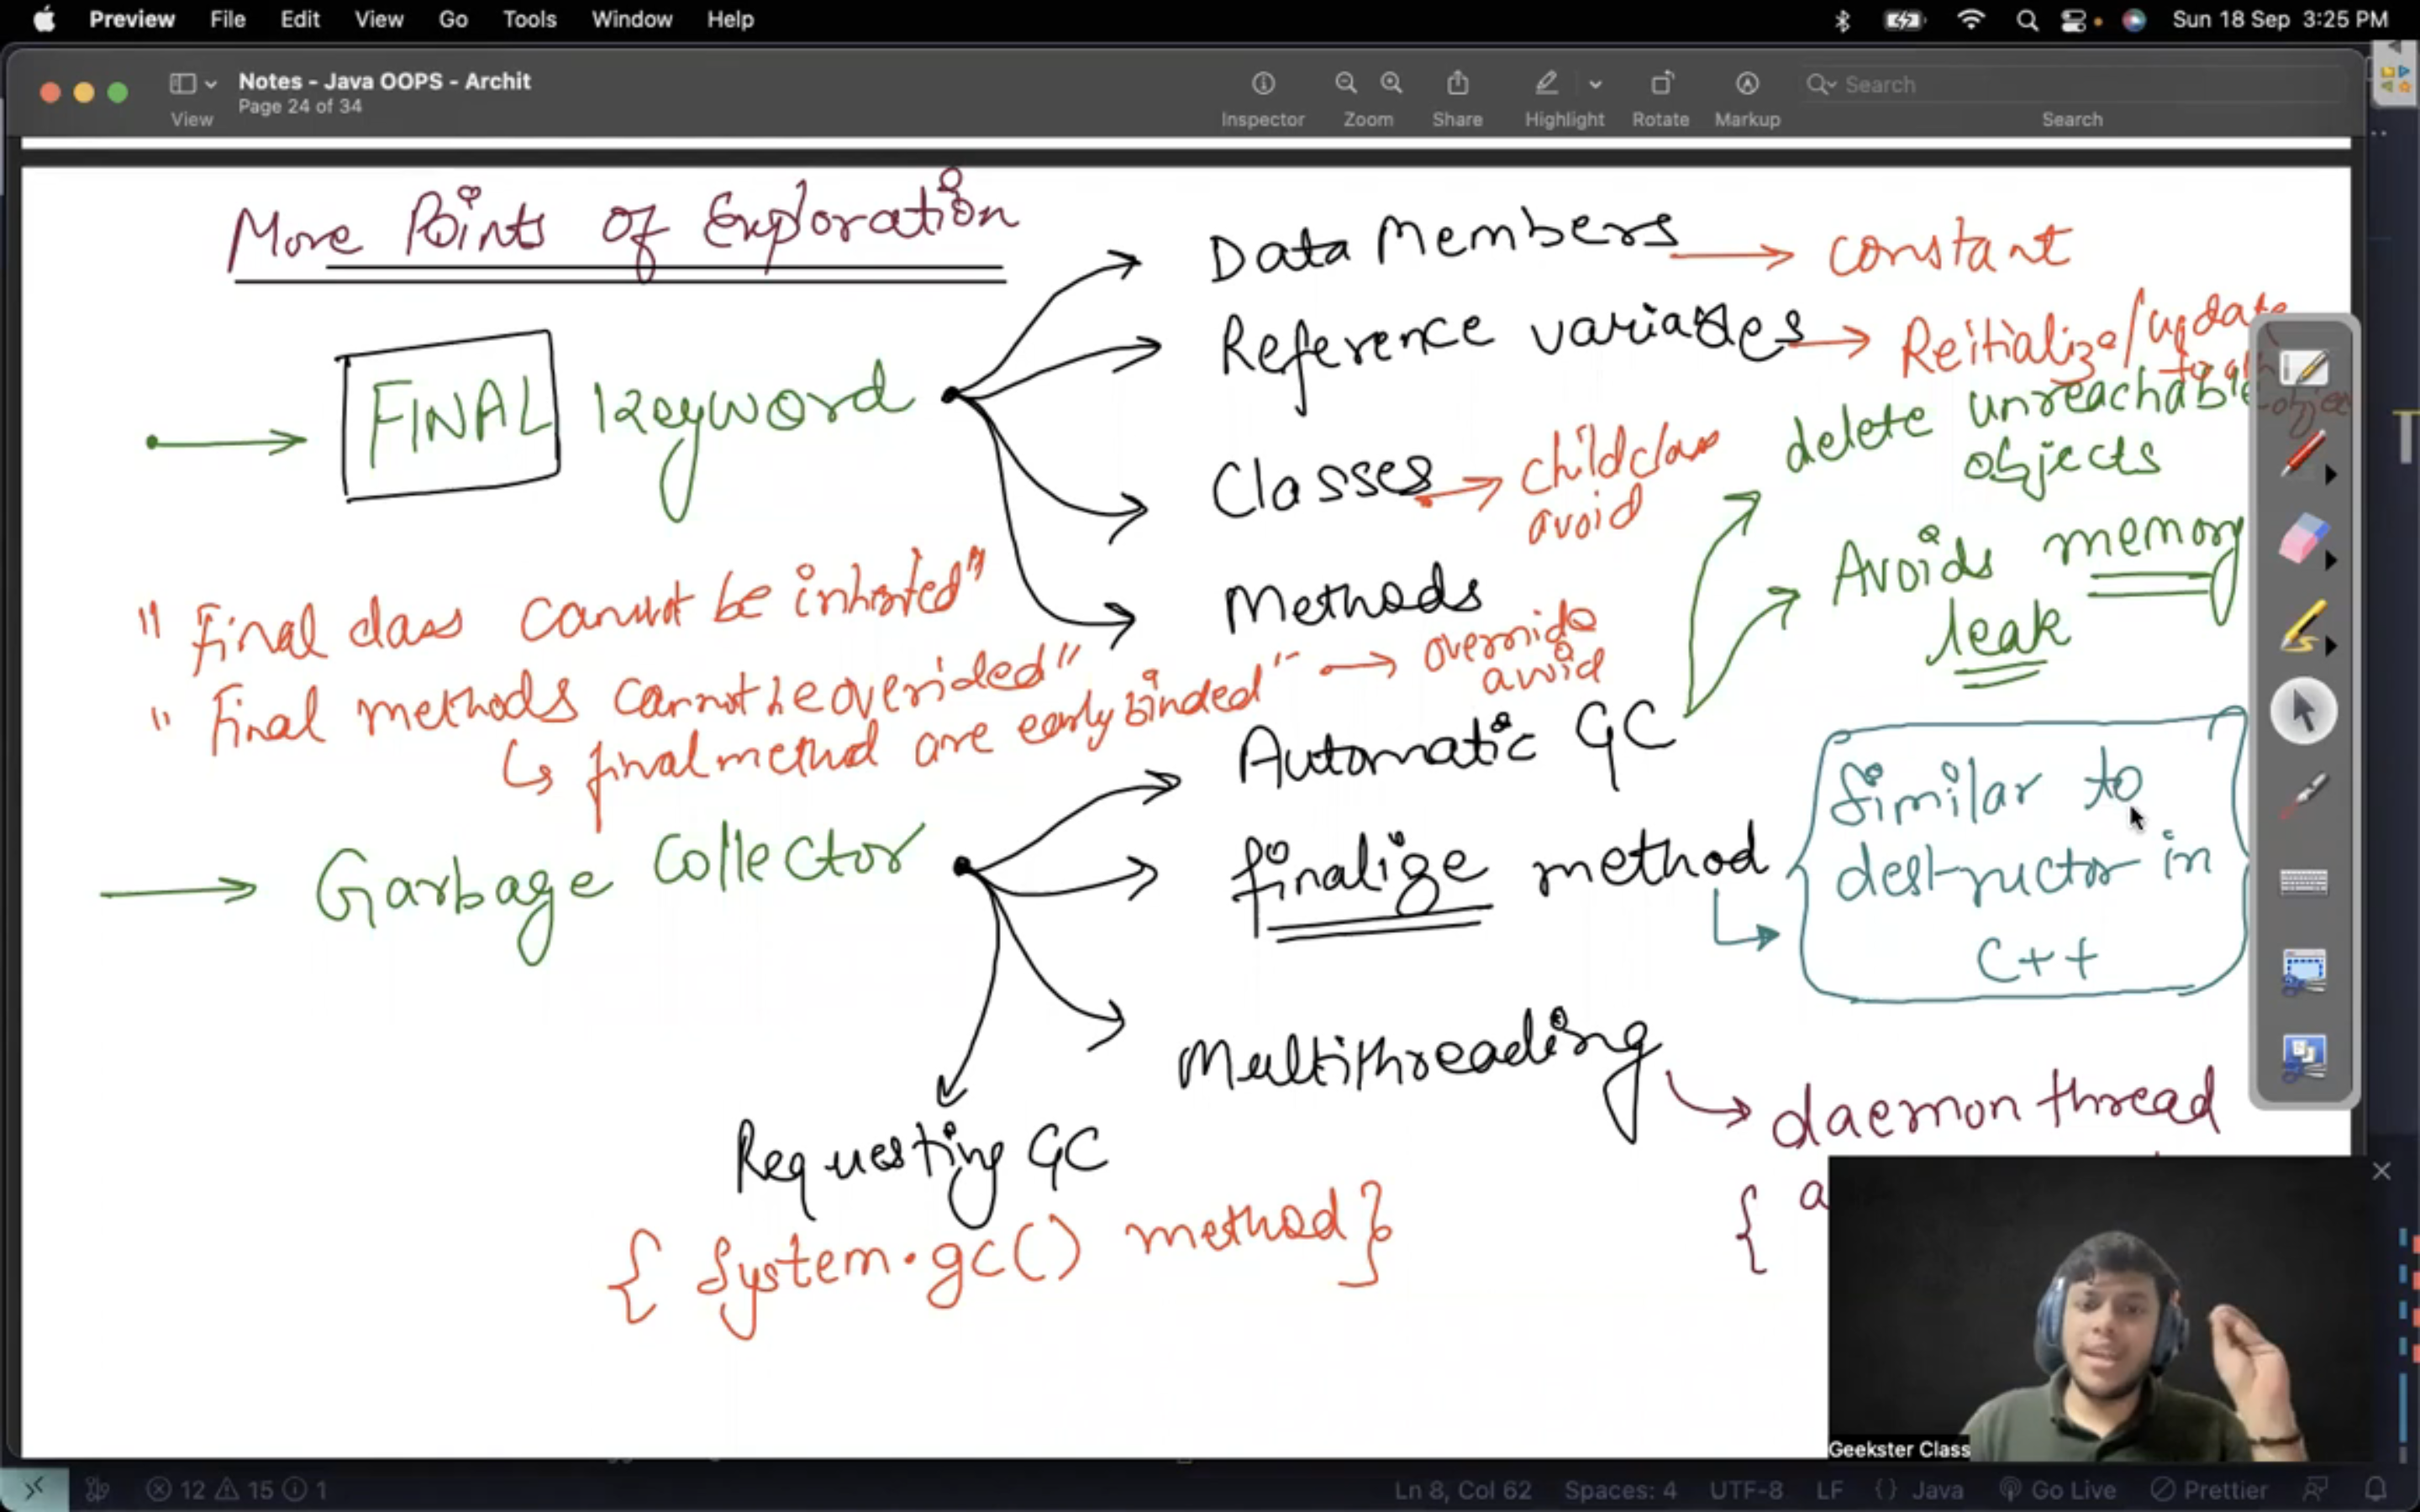 Preview File Edit View Go Tools Window Help
Sun 18 Sep 3:25 PM
Notes - Java OOPS - Archit
Page 24 of 34
View
Inspector Zoom Share Highlight Rotate Markup
Search
Search
More Points of Exploration
FINAL keyword
Data Members
constant
Reference variables
Reitialize/update
object
Classes
child class
avoid
Methods
override
avoid
delete unreachable
objects
Avoids memory
leak
"Final class cannot be inherited"
"Final methods cannot be overided"
final method are early binded"
Garbage Collector
Automatic GC
finalize method
Similar to
destructor in
C++
Multithreading
daemon thread
{ a
Requesting GC
{ System.gc() method }
Geekster Class
12 15 1
Ln 8, Col 62 Spaces: 4 UTF-8 LF {} Java Go Live Prettier